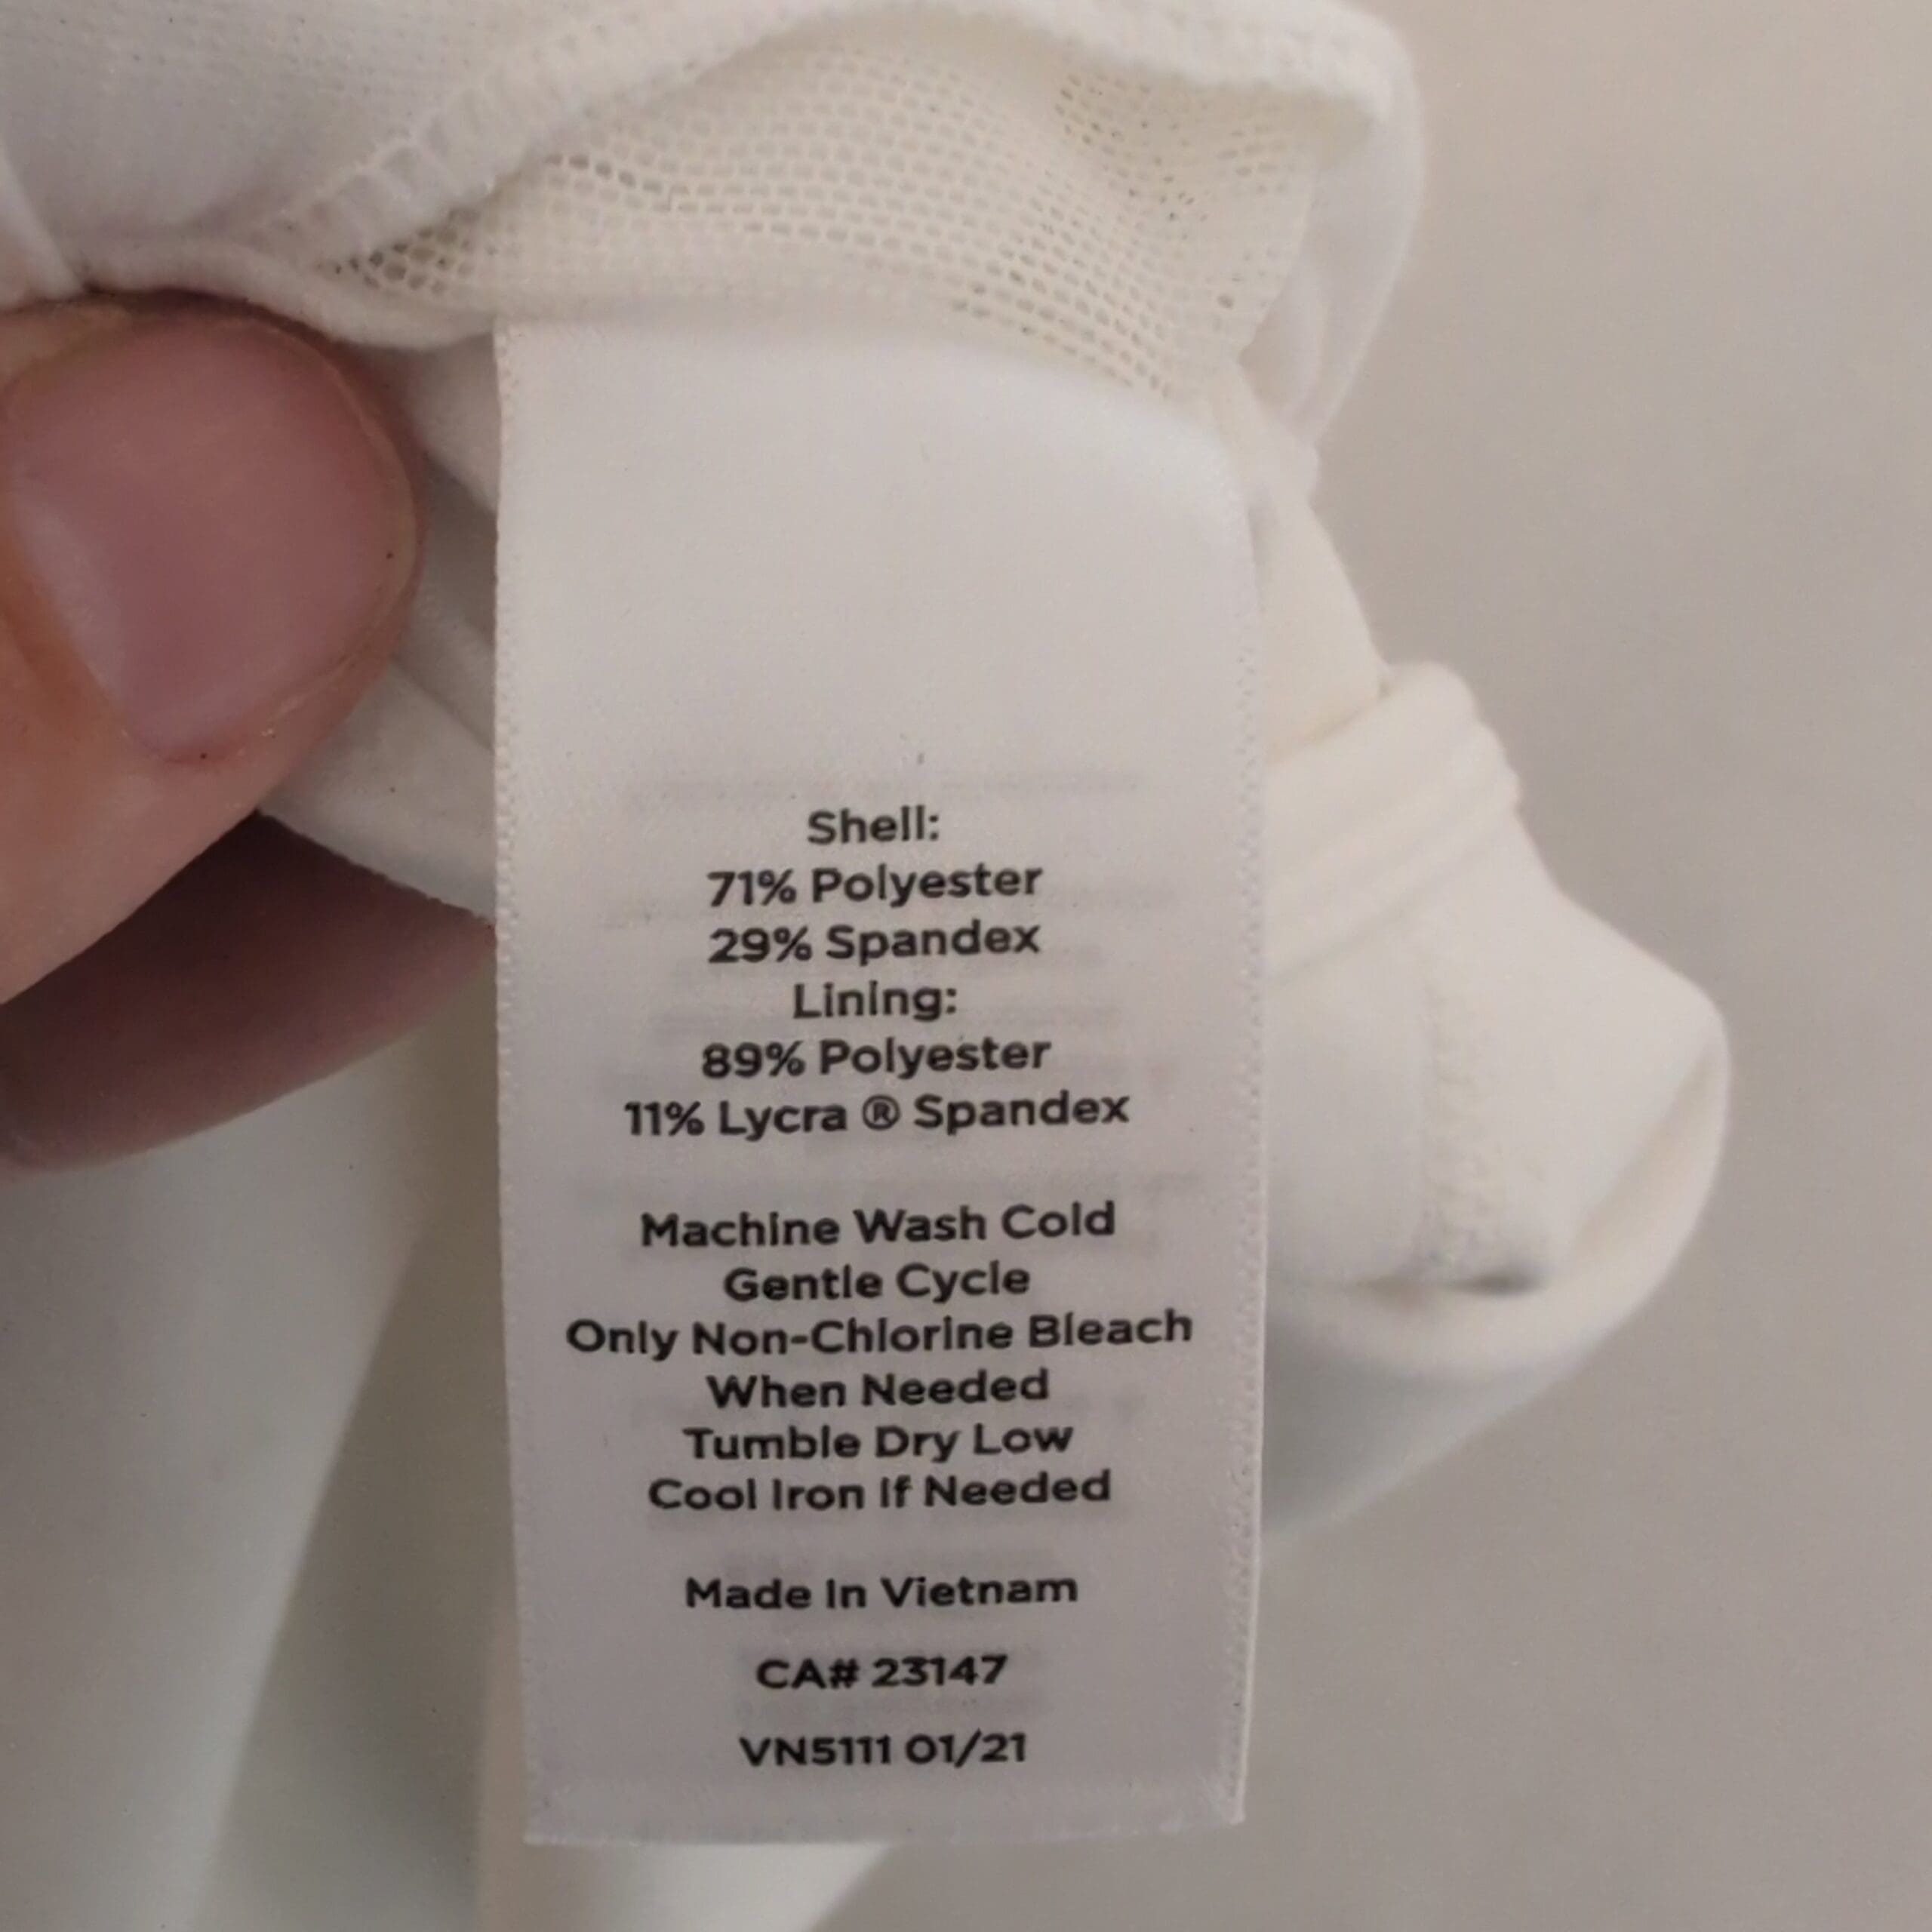 Shell:
71% Polyester
29% Spandex
Lining:
89% Polyester
11% Lycra ® Spandex
Machine Wash Cold
Gentle Cycle
Only Non-Chlorine Bleach
When Needed
Tumble Dry Low
Cool Iron If Needed
Made In Vietnam
CA# 23147
VN5111 01/21